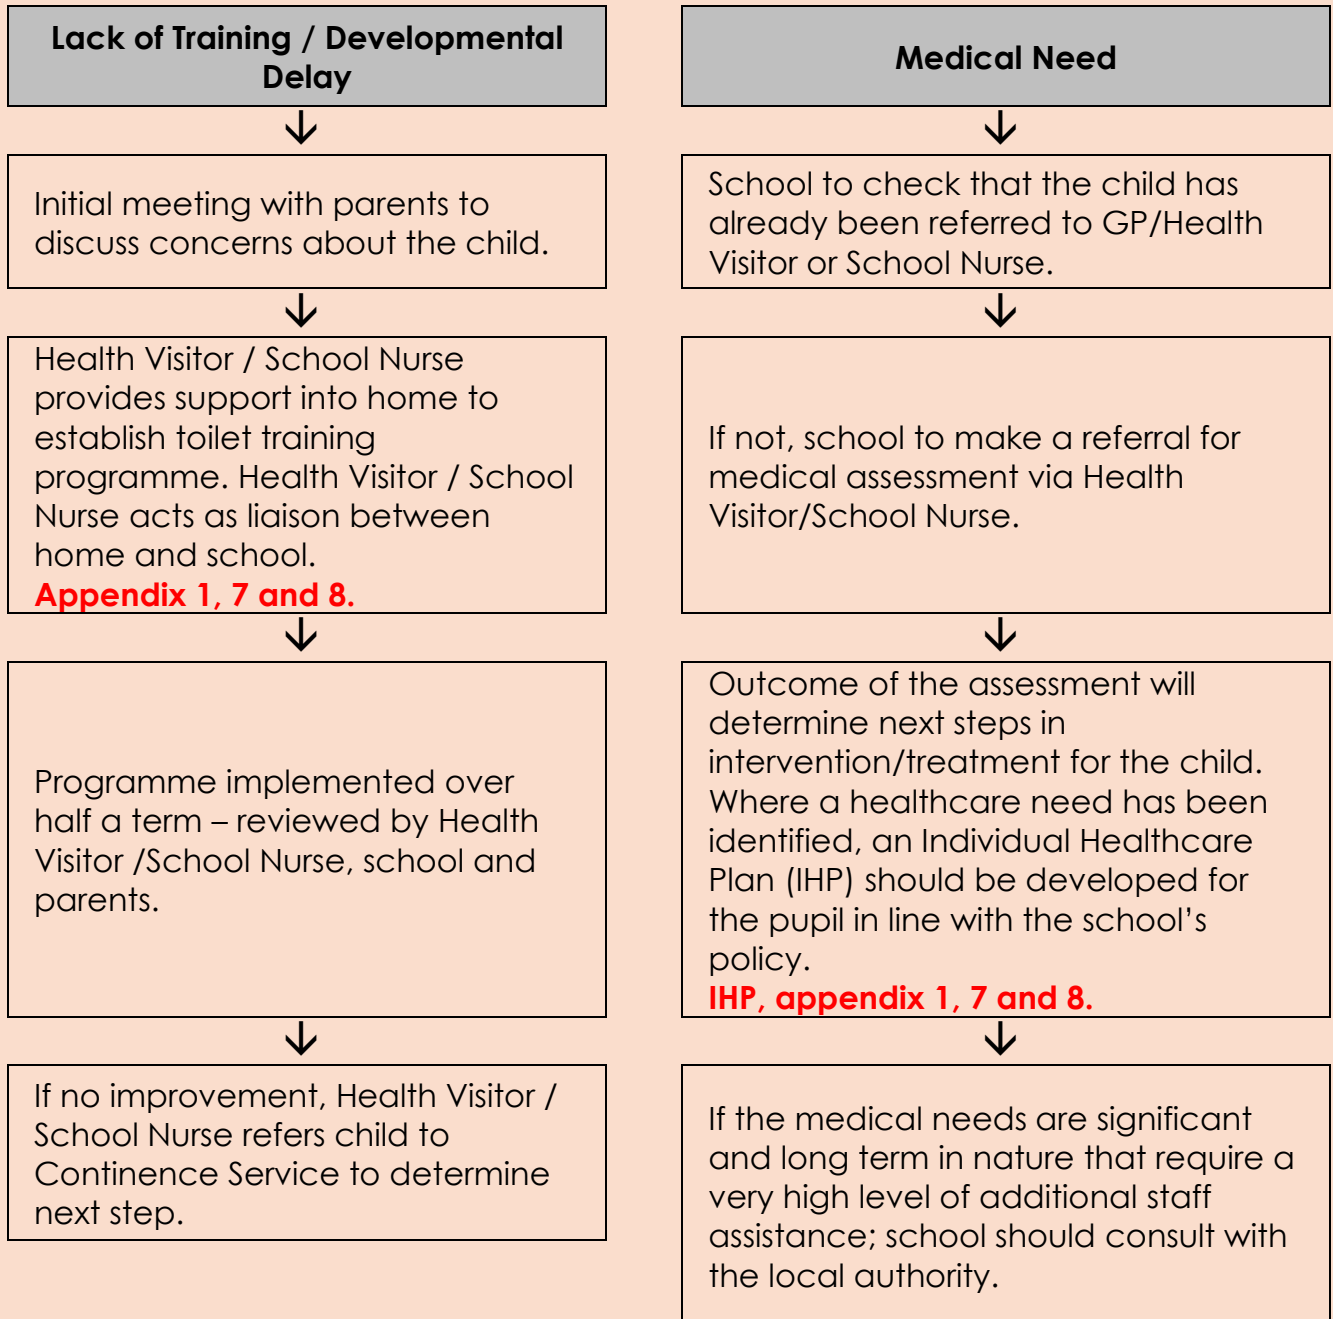 Lack of Training / Developmental
Delay
↓
Initial meeting with parents to
discuss concerns about the child.
↓
Health Visitor / School Nurse
provides support into home to
establish toilet training
programme. Health Visitor / School
Nurse acts as liaison between
home and school.
Appendix 1, 7 and 8.
↓
Programme implemented over
half a term – reviewed by Health
Visitor /School Nurse, school and
parents.
↓
If no improvement, Health Visitor /
School Nurse refers child to
Continence Service to determine
next step.
Medical Need
↓
School to check that the child has
already been referred to GP/Health
Visitor or School Nurse.
↓
If not, school to make a referral for
medical assessment via Health
Visitor/School Nurse.
↓
Outcome of the assessment will
determine next steps in
intervention/treatment for the child.
Where a healthcare need has been
identified, an Individual Healthcare
Plan (IHP) should be developed for
the pupil in line with the school’s
policy.
IHP, appendix 1, 7 and 8.
↓
If the medical needs are significant
and long term in nature that require a
very high level of additional staff
assistance; school should consult with
the local authority.